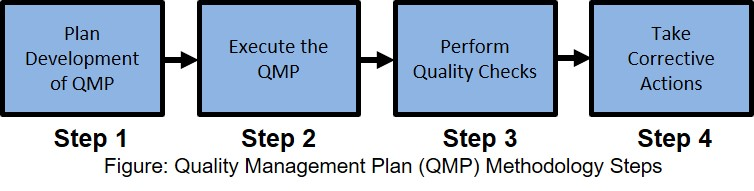 Plan
Development
of QMP
Execute the
QMP
Perform
Quality Checks
Take
Corrective
Actions
Step 1
Step 2
Step 3
Step 4
Figure: Quality Management Plan (QMP) Methodology Steps